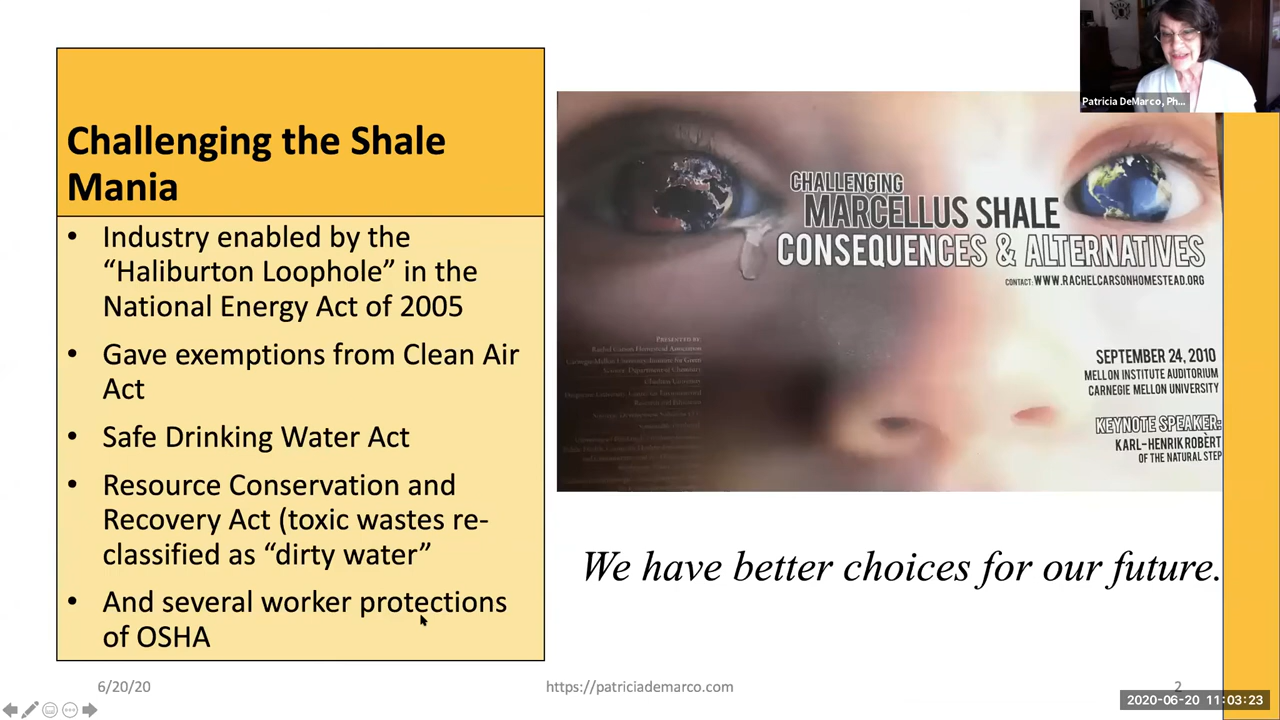 Patricia DeMarco, Ph...
Challenging the Shale
Mania
• Industry enabled by the
“Haliburton Loophole” in the
National Energy Act of 2005
• Gave exemptions from Clean Air
Act
• Safe Drinking Water Act
• Resource Conservation and
Recovery Act (toxic wastes re-
classified as “dirty water”
• And several worker protections
of OSHA
CHALLENGING
MARCELLUS SHALE
CONSEQUENCES & ALTERNATIVES
CONTACT: WWW.RACHELCARSONHOMESTEAD.ORG
PRESENTED BY:
Rachel Carson Homestead Association
SEPTEMBER 24, 2010
MELLON INSTITUTE AUDITORIUM
CARNEGIE MELLON UNIVERSITY
KEYNOTE SPEAKER:
KARL-HENRIK ROBÈRT
OF THE NATURAL STEP
We have better choices for our future.
6/20/20
https://patriciademarco.com
2
2020-06-20 11:03:23